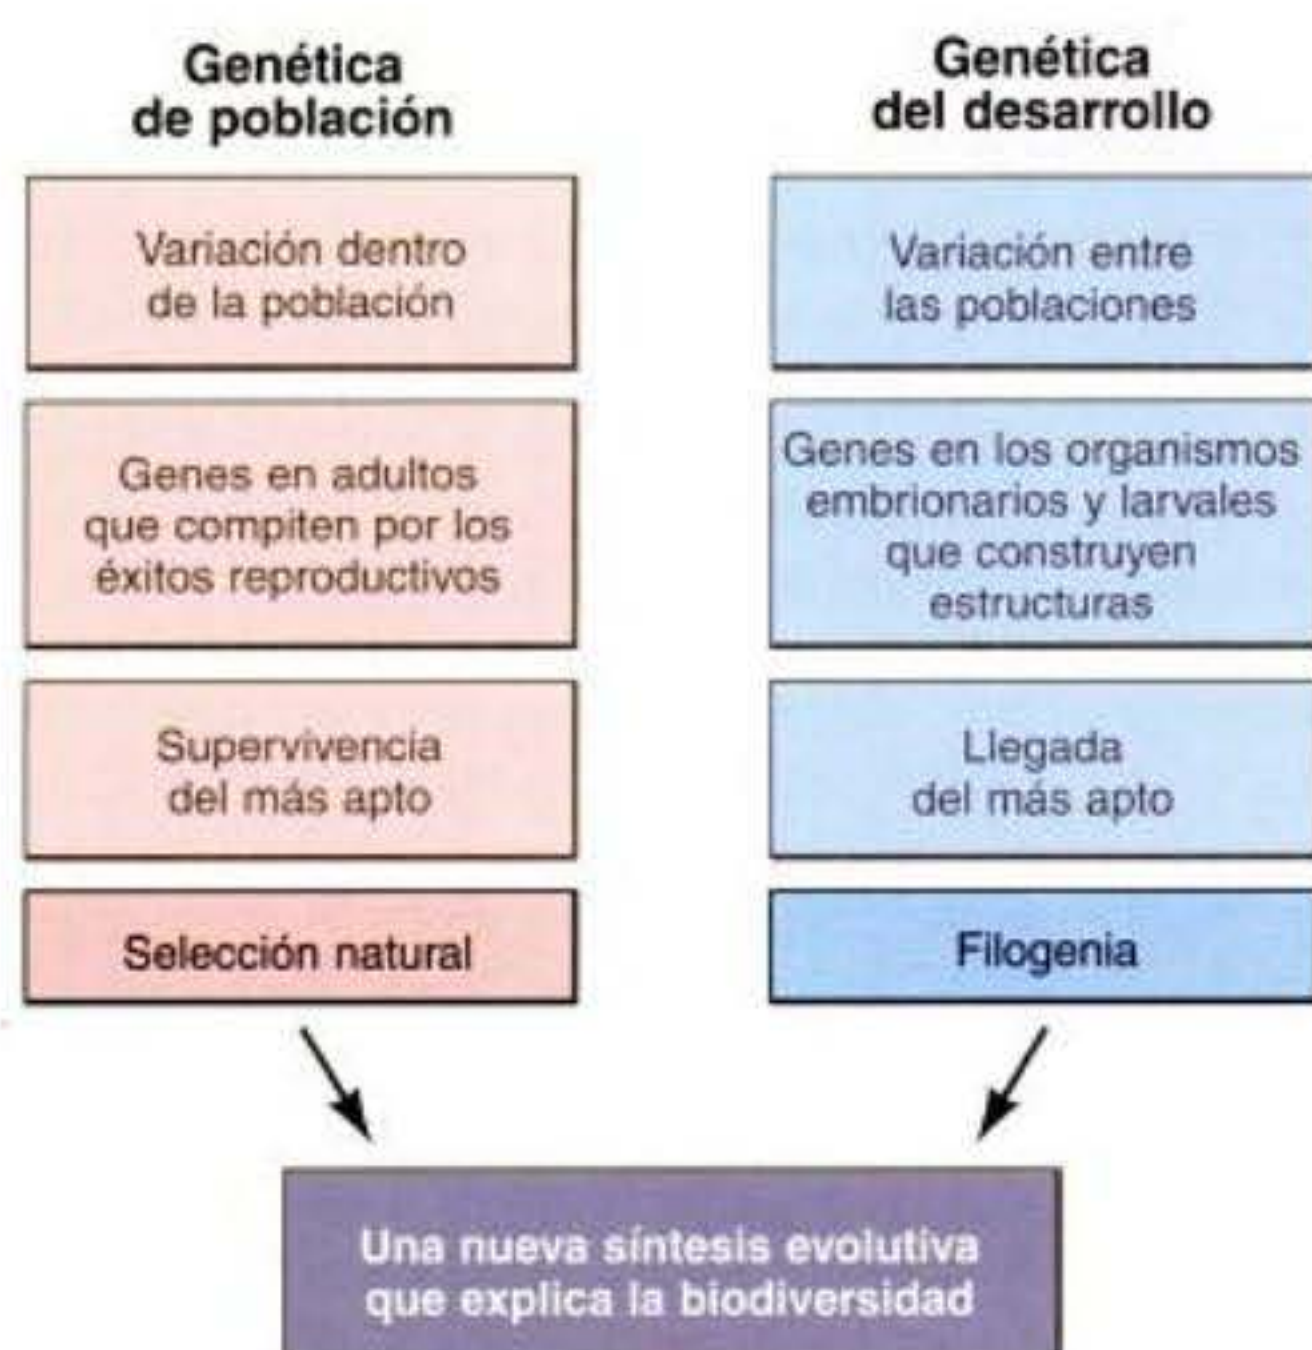 Genética
de población
Variación dentro
de la población
Genes en adultos
que compiten por los
éxitos reproductivos
Supervivencia
del más apto
Selección natural
Genética
del desarrollo
Variación entre
las poblaciones
Genes en los organismos
embrionarios y larvales
que construyen
estructuras
Llegada
del más apto
Filogenia
Una nueva síntesis evolutiva
que explica la biodiversidad